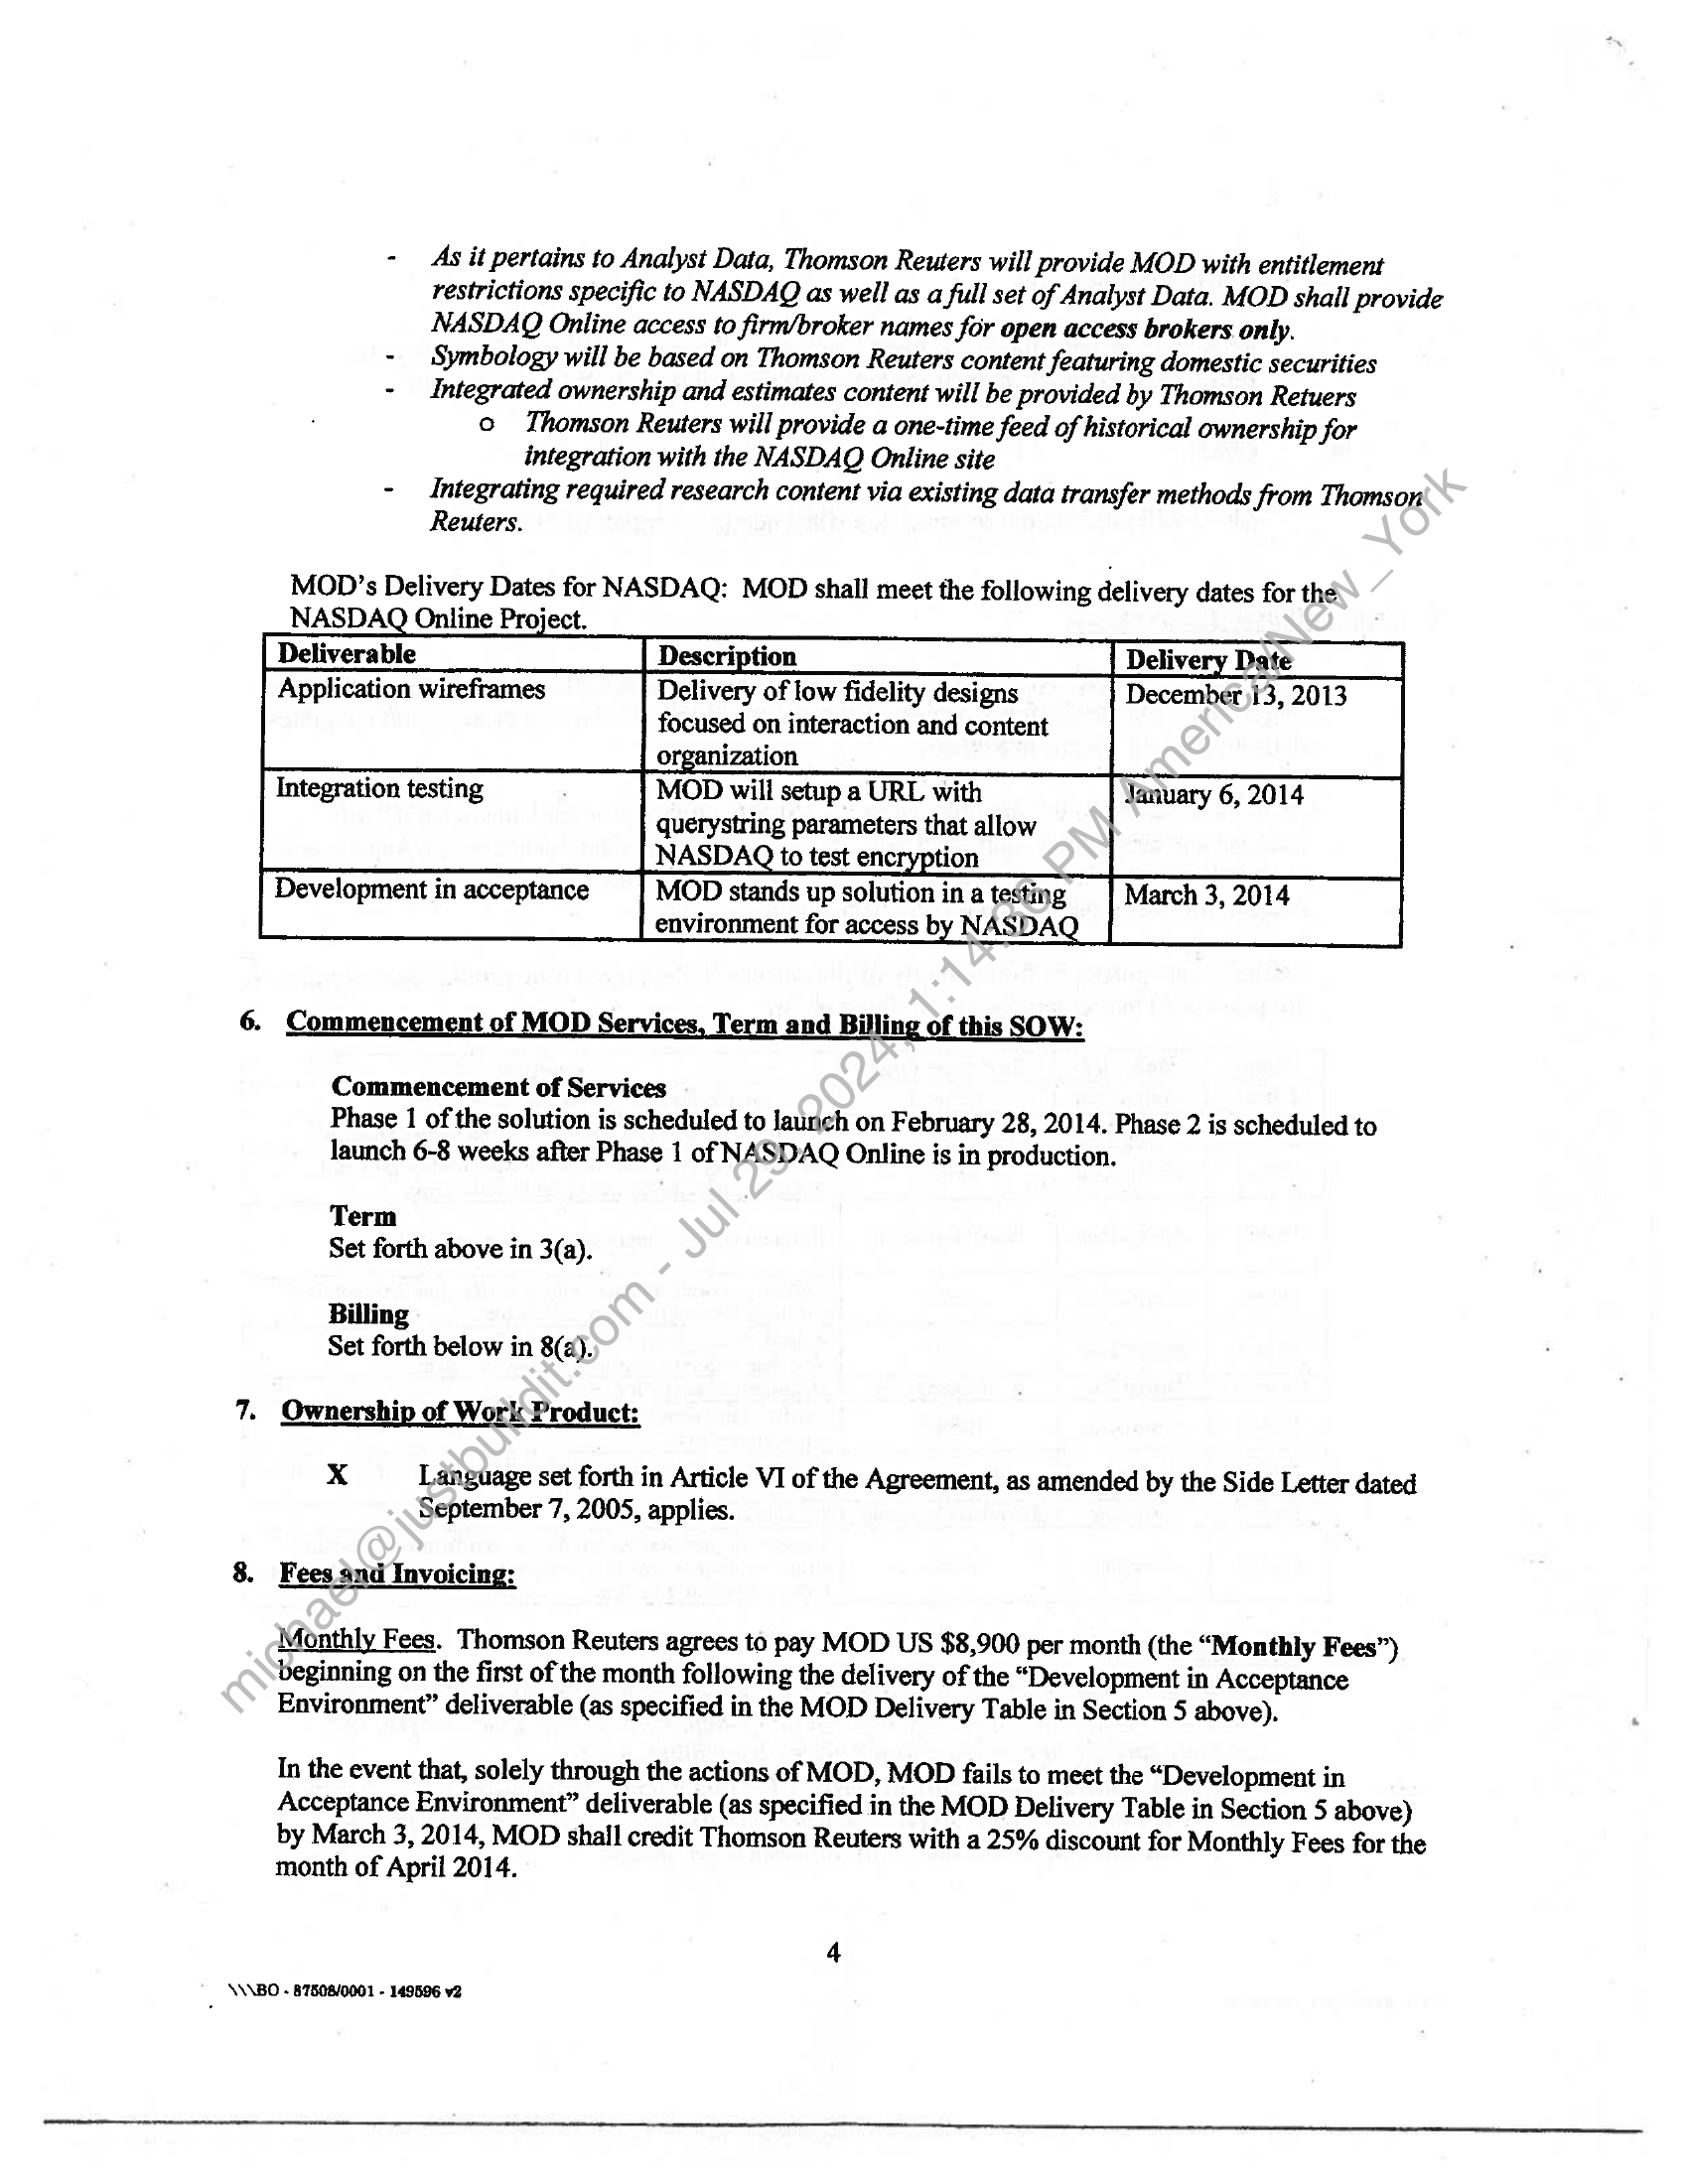 - As it pertains to Analyst Data, Thomson Reuters will provide MOD with entitlement
restrictions specific to NASDAQ as well as a full set of Analyst Data. MOD shall provide
NASDAQ Online access to firm/broker names for open access brokers only.
- Symbology will be based on Thomson Reuters content featuring domestic securities
- Integrated ownership and estimates content will be provided by Thomson Retuers
o Thomson Reuters will provide a one-time feed of historical ownership for
integration with the NASDAQ Online site
- Integrating required research content via existing data transfer methods from Thomson
Reuters.
MOD's Delivery Dates for NASDAQ: MOD shall meet the following delivery dates for the
NASDAQ Online Project.
Deliverable Description Delivery Date
Application wireframes Delivery of low fidelity designs December 13, 2013
focused on interaction and content
organization
Integration testing MOD will setup a URL with January 6, 2014
querystring parameters that allow
NASDAQ to test encryption
Development in acceptance MOD stands up solution in a testing March 3, 2014
environment for access by NASDAQ
6. Commencement of MOD Services, Term and Billing of this SOW:
Commencement of Services
Phase 1 of the solution is scheduled to launch on February 28, 2014. Phase 2 is scheduled to
launch 6-8 weeks after Phase 1 of NASDAQ Online is in production.
Term
Set forth above in 3(a).
Billing
Set forth below in 8(a).
7. Ownership of Work Product:
X Language set forth in Article VI of the Agreement, as amended by the Side Letter dated
September 7, 2005, applies.
8. Fees and Invoicing:
Monthly Fees. Thomson Reuters agrees to pay MOD US $8,900 per month (the “Monthly Fees”)
beginning on the first of the month following the delivery of the “Development in Acceptance
Environment” deliverable (as specified in the MOD Delivery Table in Section 5 above).
In the event that, solely through the actions of MOD, MOD fails to meet the “Development in
Acceptance Environment” deliverable (as specified in the MOD Delivery Table in Section 5 above)
by March 3, 2014, MOD shall credit Thomson Reuters with a 25% discount for Monthly Fees for the
month of April 2014.
4
\\\BO - 87508/0001 - 149596 v2
michael@justbuildit.com - Jul 29, 2024, 1:14:36 PM America/New_York